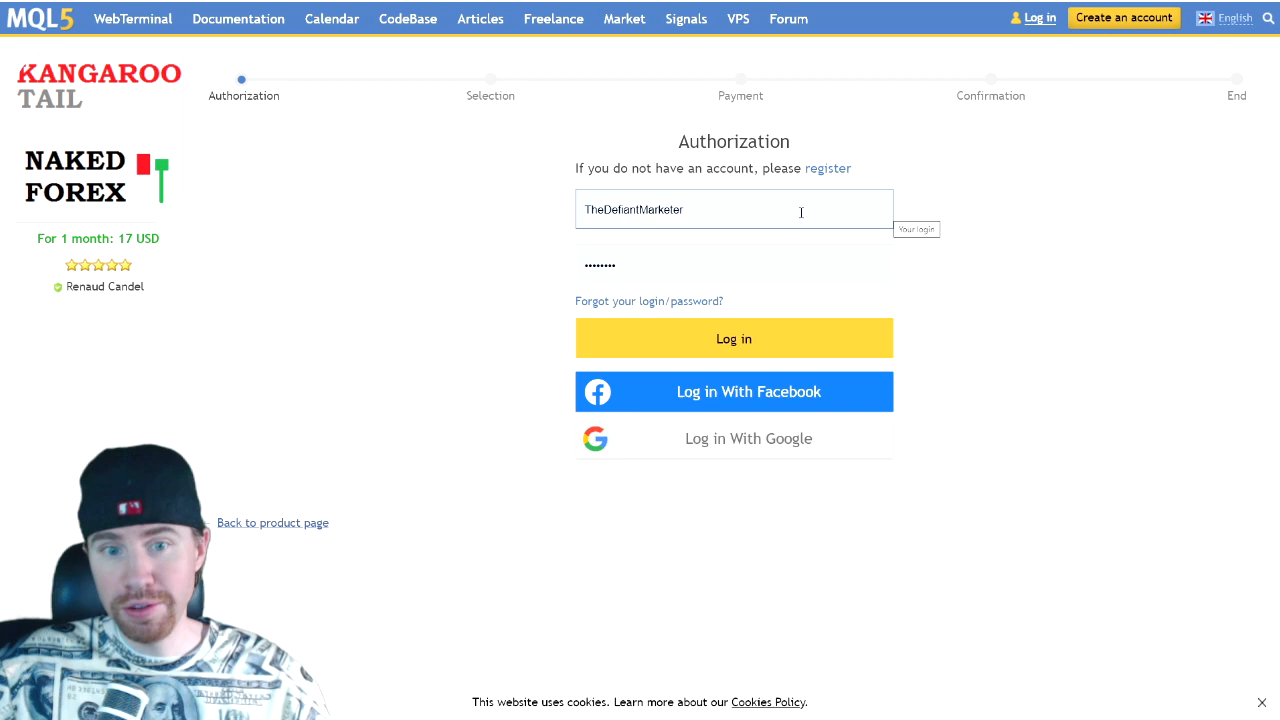 MQL5 WebTerminal Documentation Calendar CodeBase Articles Freelance Market Signals VPS Forum Log in Create an account English
KANGAROO
TAIL
NAKED
FOREX
For 1 month: 17 USD
Renaud Candel
Authorization Selection Payment Confirmation End
Authorization
If you do not have an account, please register
TheDefiantMarketer
Your login
••••••••
Forgot your login/password?
Log in
Log in With Facebook
Log in With Google
Back to product page
This website uses cookies. Learn more about our Cookies Policy.